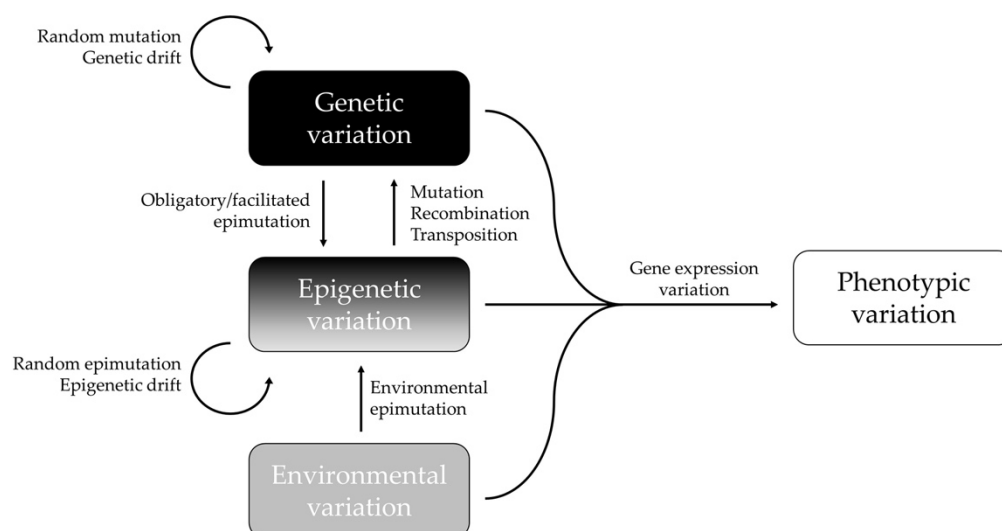 Random mutation
Genetic drift
Genetic
variation
Obligatory/facilitated
epimutation
Mutation
Recombination
Transposition
Epigenetic
variation
Gene expression
variation
Phenotypic
variation
Random epimutation
Epigenetic drift
Environmental
epimutation
Environmental
variation